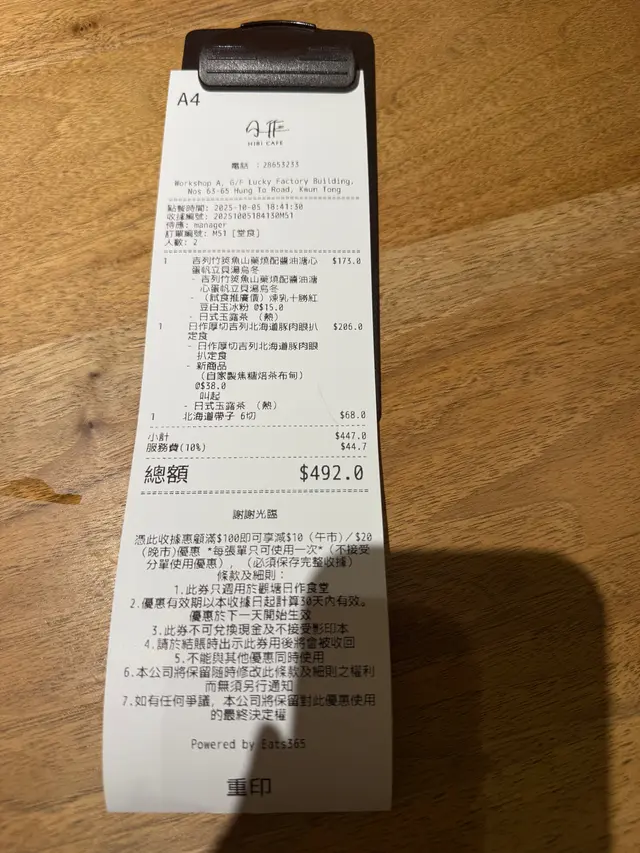 A4
日作
HIBI CAFE
電話 ：28653233
Workshop A, G/F Lucky Factory Building,
Nos 63-65 Hung To Road, Kwun Tong
點餐時間: 2025-10-05 18:41:30
收據編號: 20251005184130M51
侍應: manager
訂單編號: M51 [堂食]
人數: 2
1 吉列竹筴魚山藥燒配醬油溏心 $173.0
蛋帆立貝湯烏冬
- 吉列竹筴魚山藥燒配醬油溏
心蛋帆立貝湯烏冬
- （試食推廣價）煉乳十勝紅
豆白玉冰粉 @$15.0
- 日式玉露茶 （熱）
1 日作厚切吉列北海道豚肉眼扒 $206.0
定食
- 日作厚切吉列北海道豚肉眼
扒定食
- 新商品
（自家製焦糖焙茶布甸）
@$38.0
叫起
- 日式玉露茶 （熱）
1 北海道帶子 6切 $68.0
小計 $447.0
服務費(10%) $44.7
總額 $492.0
謝謝光臨
憑此收據惠顧滿$100即可享減$10（午市）/$20
(晚市)優惠 *每張單只可使用一次*（不接受
分單使用優惠），（必須保存完整收據）
條款及細則：
1.此券只適用於觀塘日作食堂
2.優惠有效期以本收據日起計算30天內有效。
優惠於下一天開始生效
3.此券不可兌換現金及不接受影印本
4.請於結賬時出示此券用後將會被收回
5.不能與其他優惠同時使用
6.本公司將保留隨時修改此條款及細則之權利
而無須另行通知
7.如有任何爭議，本公司將保留對此優惠使用
的最終決定權
Powered by Eats365
重印